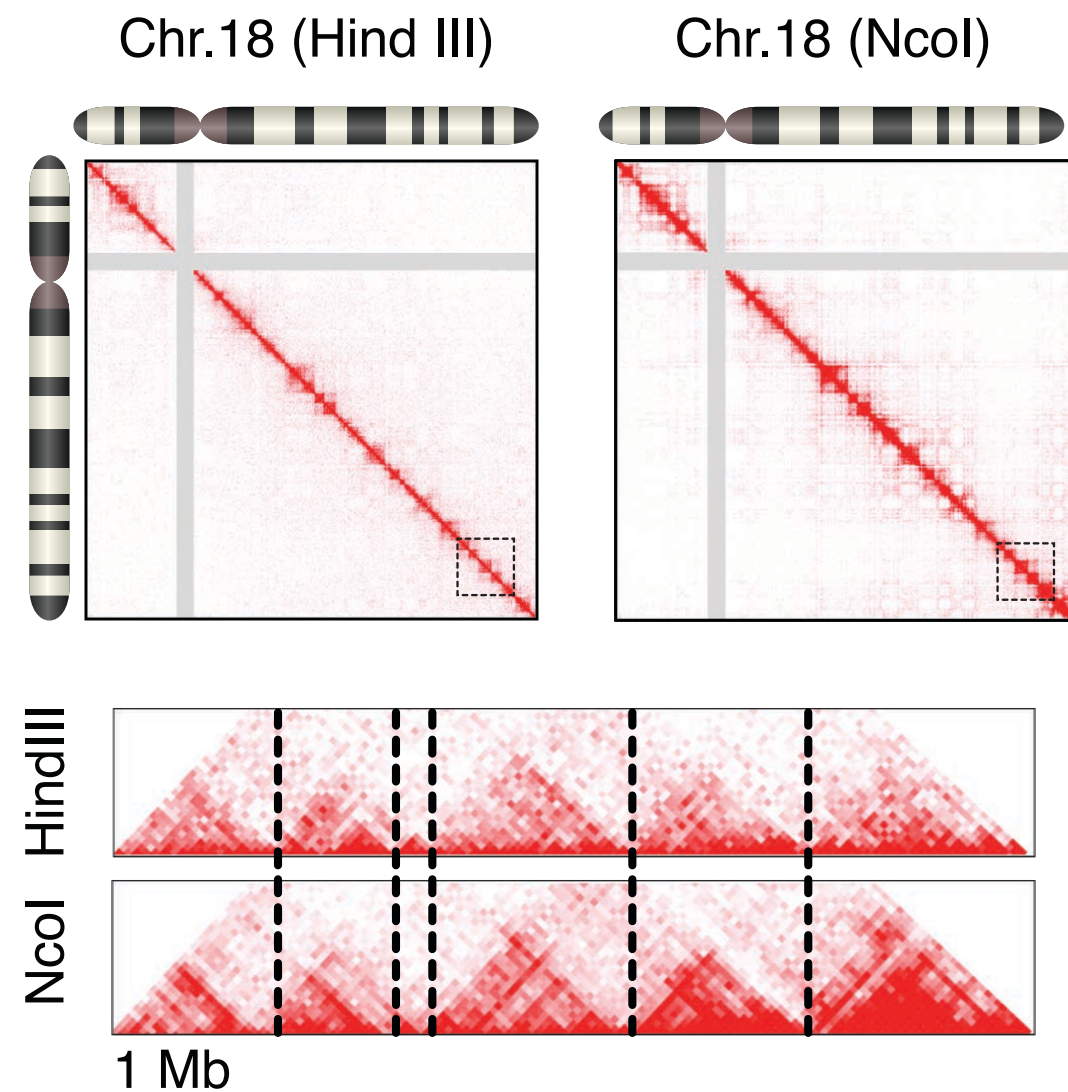 Chr.18 (Hind III)
Chr.18 (NcoI)
HindIII
NcoI
1 Mb